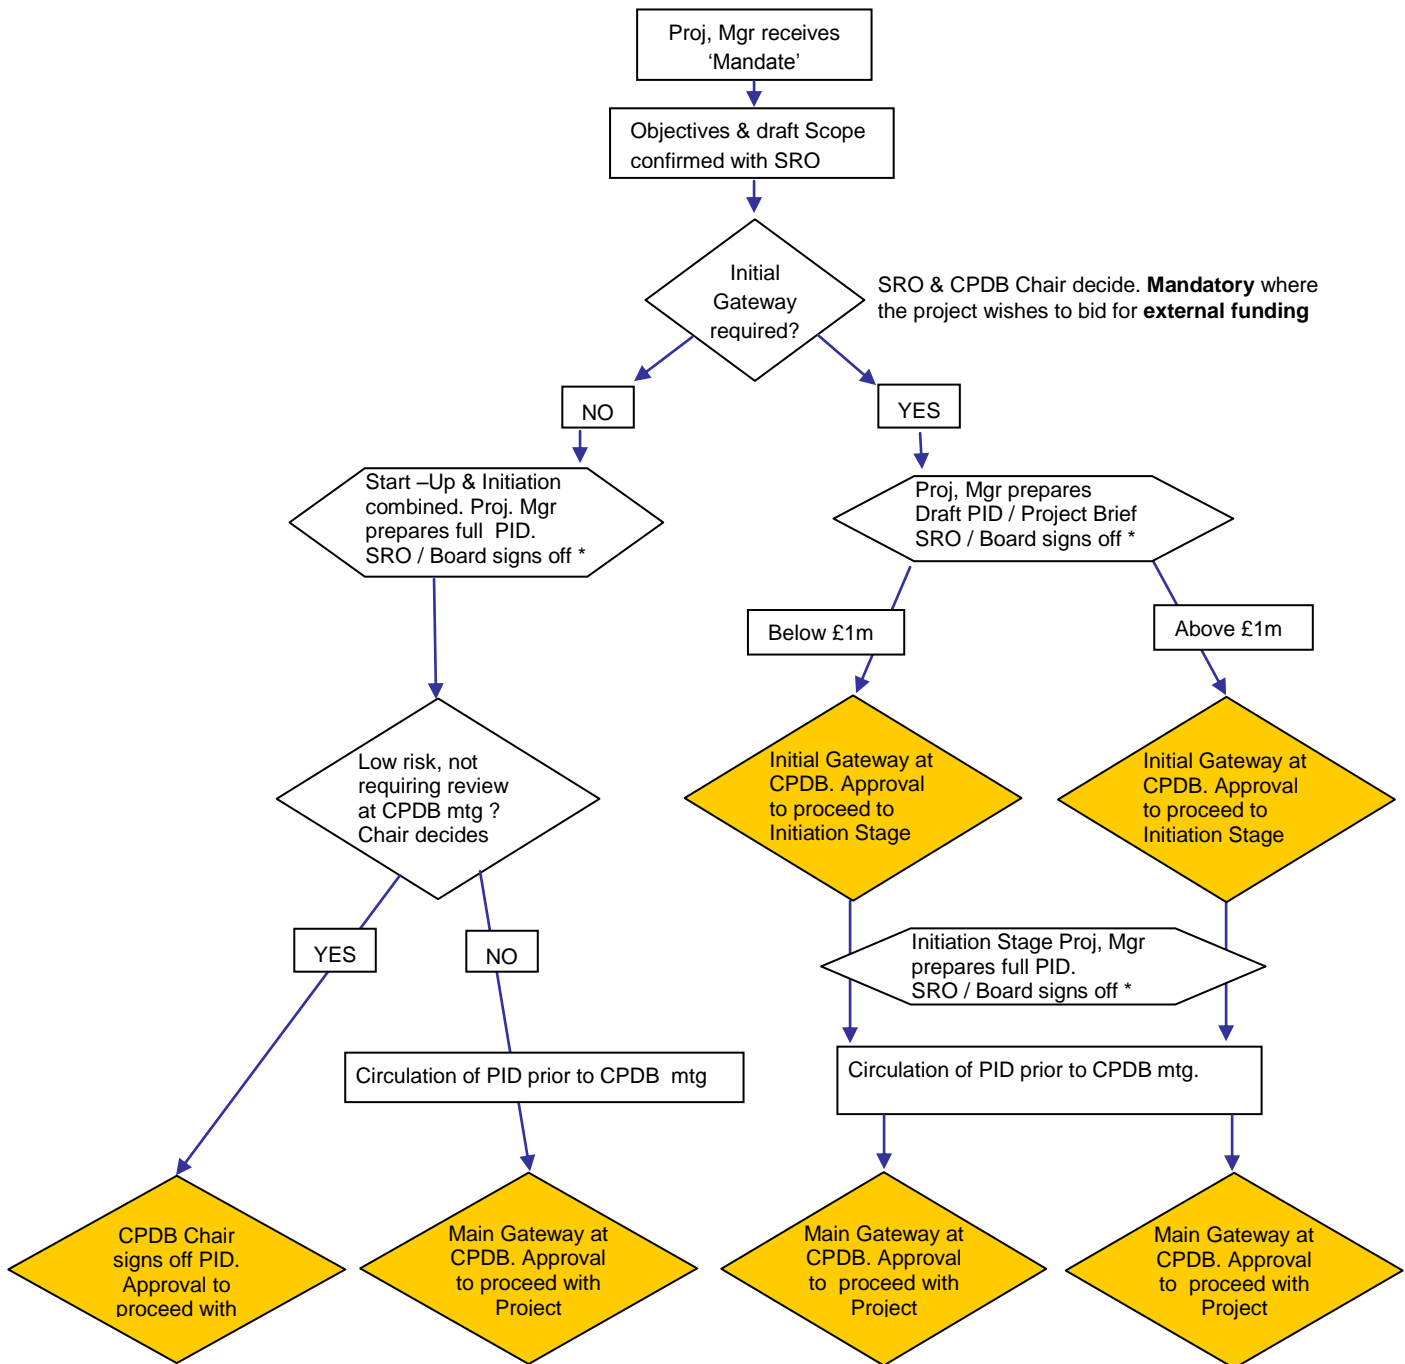 Proj, Mgr receives
‘Mandate’
Objectives & draft Scope
confirmed with SRO
Initial
Gateway
required?
SRO & CPDB Chair decide. Mandatory where
the project wishes to bid for external funding
NO
YES
Start –Up & Initiation
combined. Proj. Mgr
prepares full PID.
SRO / Board signs off *
Proj, Mgr prepares
Draft PID / Project Brief
SRO / Board signs off *
Below £1m
Above £1m
Low risk, not
requiring review
at CPDB mtg ?
Chair decides
Initial Gateway at
CPDB. Approval
to proceed to
Initiation Stage
Initial Gateway at
CPDB. Approval
to proceed to
Initiation Stage
YES
NO
Initiation Stage Proj, Mgr
prepares full PID.
SRO / Board signs off *
Circulation of PID prior to CPDB mtg
Circulation of PID prior to CPDB mtg.
CPDB Chair
signs off PID.
Approval to
proceed with
Main Gateway at
CPDB. Approval
to proceed with
Project
Main Gateway at
CPDB. Approval
to proceed with
Project
Main Gateway at
CPDB. Approval
to proceed with
Project